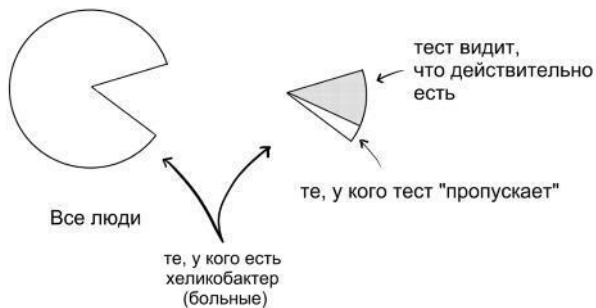 тест видит,
что действительно
есть
те, у кого тест "пропускает"
Все люди
те, у кого есть
хеликобактер
(больные)